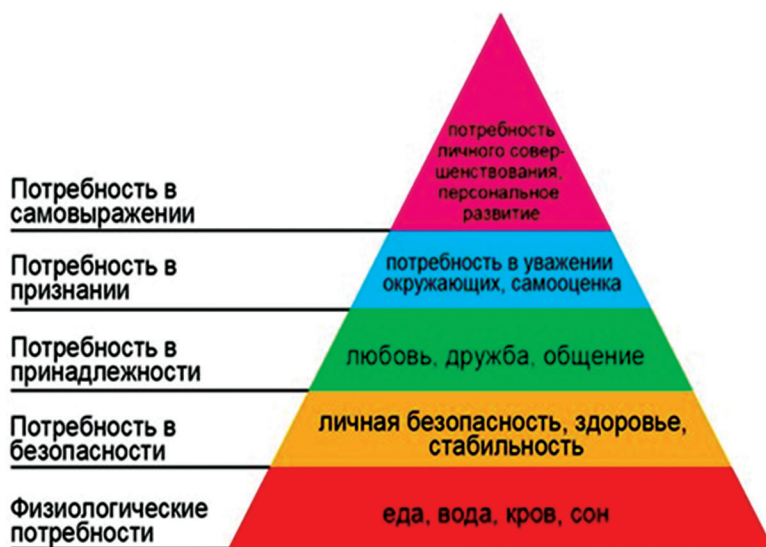 потребность
личного совер-
шенствования,
персональное
развитие
Потребность в
самовыражении
потребность в уважении
окружающих, самооценка
Потребность в
признании
любовь, дружба, общение
Потребность в
принадлежности
личная безопасность, здоровье,
стабильность
Потребность в
безопасности
еда, вода, кров, сон
Физиологические
потребности